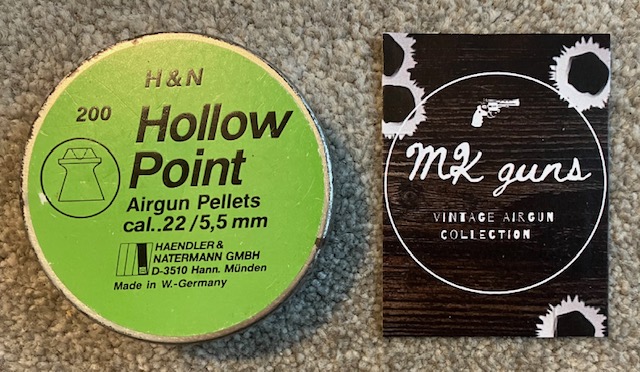 H&N
200 Hollow
Point
Airgun Pellets
cal..22/5,5 mm
HAENDLER &
NATERMANN GMBH
D-3510 Hann. Münden
Made in W.-Germany
MK guns
VINTAGE AIRGUN
COLLECTION